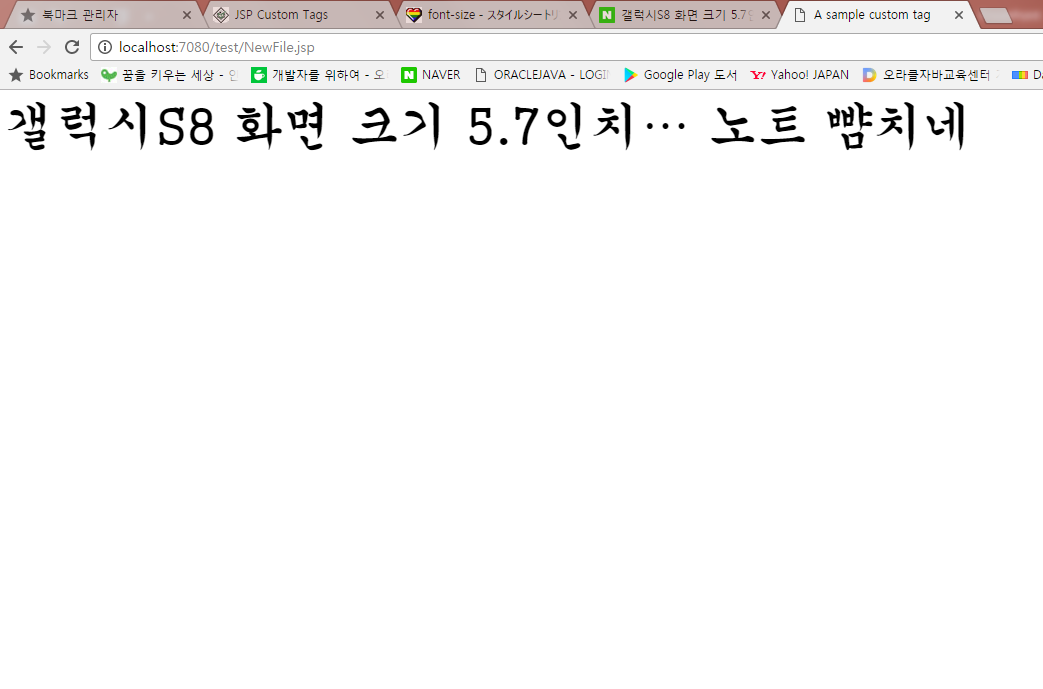 북마크 관리자
JSP Custom Tags
font-size - スタイルシートリ
갤럭시S8 화면 크기 5.7인
A sample custom tag
localhost:7080/test/NewFile.jsp
Bookmarks
꿈을 키우는 세상 -
개발자를 위하여 - 오
NAVER
ORACLEJAVA - LOGI
Google Play 도서
Yahoo! JAPAN
오라클자바교육센터
갤럭시S8 화면 크기 5.7인치… 노트 뺨치네